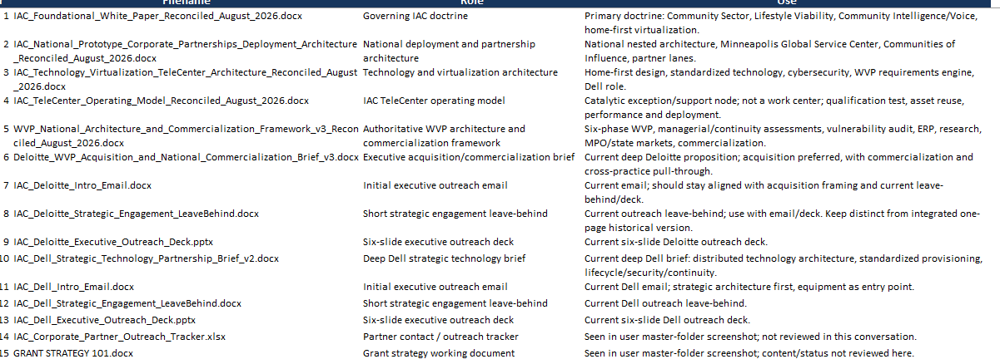 Filename Role Use
1 IAC_Foundational_White_Paper_Reconciled_August_2026.docx Governing IAC doctrine Primary doctrine: Community Sector, Lifestyle Viability, Community Intelligence/Voice,
home-first virtualization.
2 IAC_National_Prototype_Corporate_Partnerships_Deployment_Architecture National deployment and partnership National nested architecture, Minneapolis Global Service Center, Communities of
_Reconciled_August_2026.docx architecture Influence, partner lanes.
3 IAC_Technology_Virtualization_TeleCenter_Architecture_Reconciled_August Technology and virtualization architecture Home-first design, standardized technology, cybersecurity, WVP requirements engine,
_2026.docx Dell role.
4 IAC_TeleCenter_Operating_Model_Reconciled_August_2026.docx IAC TeleCenter operating model Catalytic exception/support node; not a work center; qualification test, asset reuse,
performance and deployment.
5 WVP_National_Architecture_and_Commercialization_Framework_v3_Recon Authoritative WVP architecture and Six-phase WVP, managerial/continuity assessments, vulnerability audit, ERP, research,
ciled_August_2026.docx commercialization framework MPO/state markets, commercialization.
6 Deloitte_WVP_Acquisition_and_National_Commercialization_Brief_v3.docx Executive acquisition/commercialization brief Current deep Deloitte proposition; acquisition preferred, with commercialization and
cross-practice pull-through.
7 IAC_Deloitte_Intro_Email.docx Initial executive outreach email Current email; should stay aligned with acquisition framing and current leave-
behind/deck.
8 IAC_Deloitte_Strategic_Engagement_LeaveBehind.docx Short strategic engagement leave-behind Current outreach leave-behind; use with email/deck. Keep distinct from integrated one-
page historical version.
9 IAC_Deloitte_Executive_Outreach_Deck.pptx Six-slide executive outreach deck Current six-slide Deloitte outreach deck.
10 IAC_Dell_Strategic_Technology_Partnership_Brief_v2.docx Deep Dell strategic technology brief Current deep Dell brief: distributed technology architecture, standardized provisioning,
lifecycle/security/continuity.
11 IAC_Dell_Intro_Email.docx Initial executive outreach email Current Dell email; strategic architecture first, equipment as entry point.
12 IAC_Dell_Strategic_Engagement_LeaveBehind.docx Short strategic engagement leave-behind Current Dell outreach leave-behind.
13 IAC_Dell_Executive_Outreach_Deck.pptx Six-slide executive outreach deck Current six-slide Dell outreach deck.
14 IAC_Corporate_Partner_Outreach_Tracker.xlsx Partner contact / outreach tracker Seen in user master-folder screenshot; not reviewed in this conversation.
15 GRANT STRATEGY 101.docx Grant strategy working document Seen in user master-folder screenshot; content/status not reviewed here.